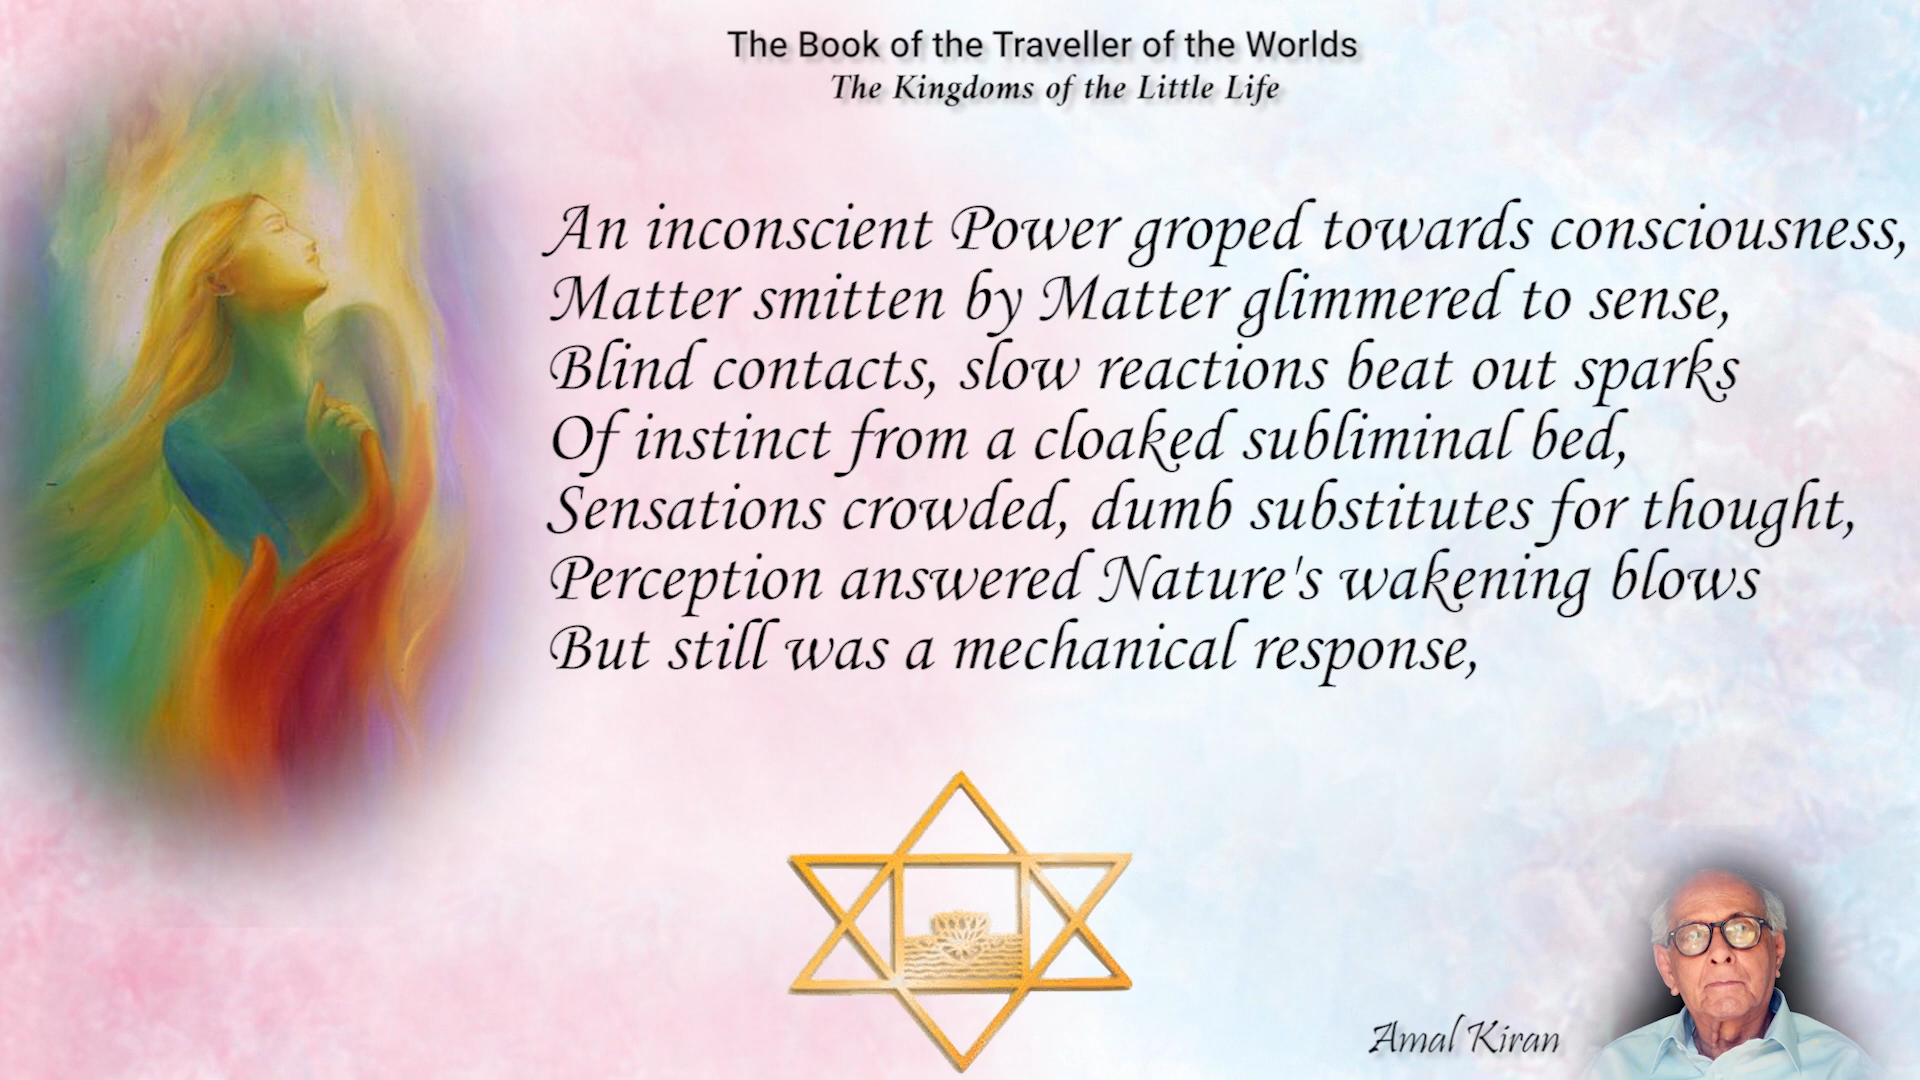 The Book of the Traveller of the Worlds
The Kingdoms of the Little Life
An inconscient Power groped towards consciousness,
Matter smitten by Matter glimmered to sense,
Blind contacts, slow reactions beat out sparks
Of instinct from a cloaked subliminal bed,
Sensations crowded, dumb substitutes for thought,
Perception answered Nature's wakening blows
But still was a mechanical response,
Amal Kiran